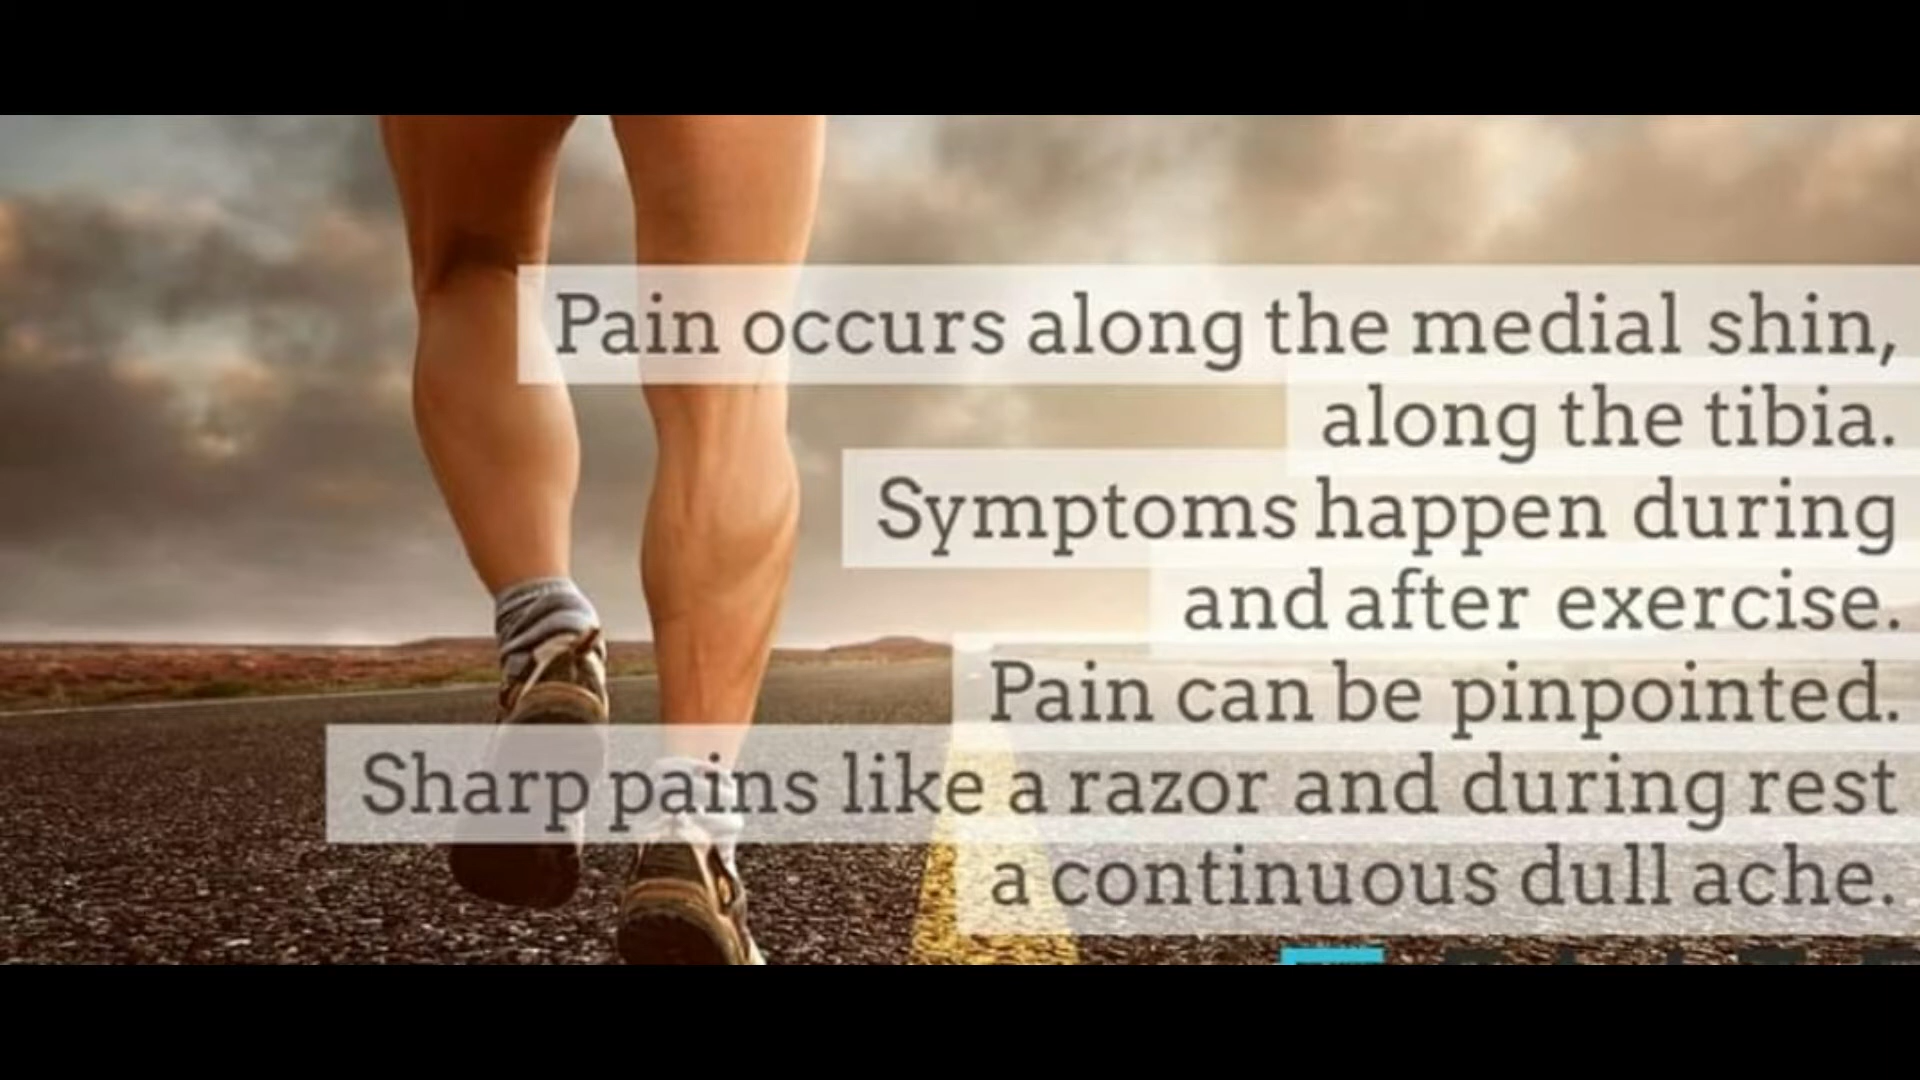 Pain occurs along the medial shin,
along the tibia.
Symptoms happen during
and after exercise.
Pain can be pinpointed.
Sharp pains like a razor and during rest
a continuous dull ache.